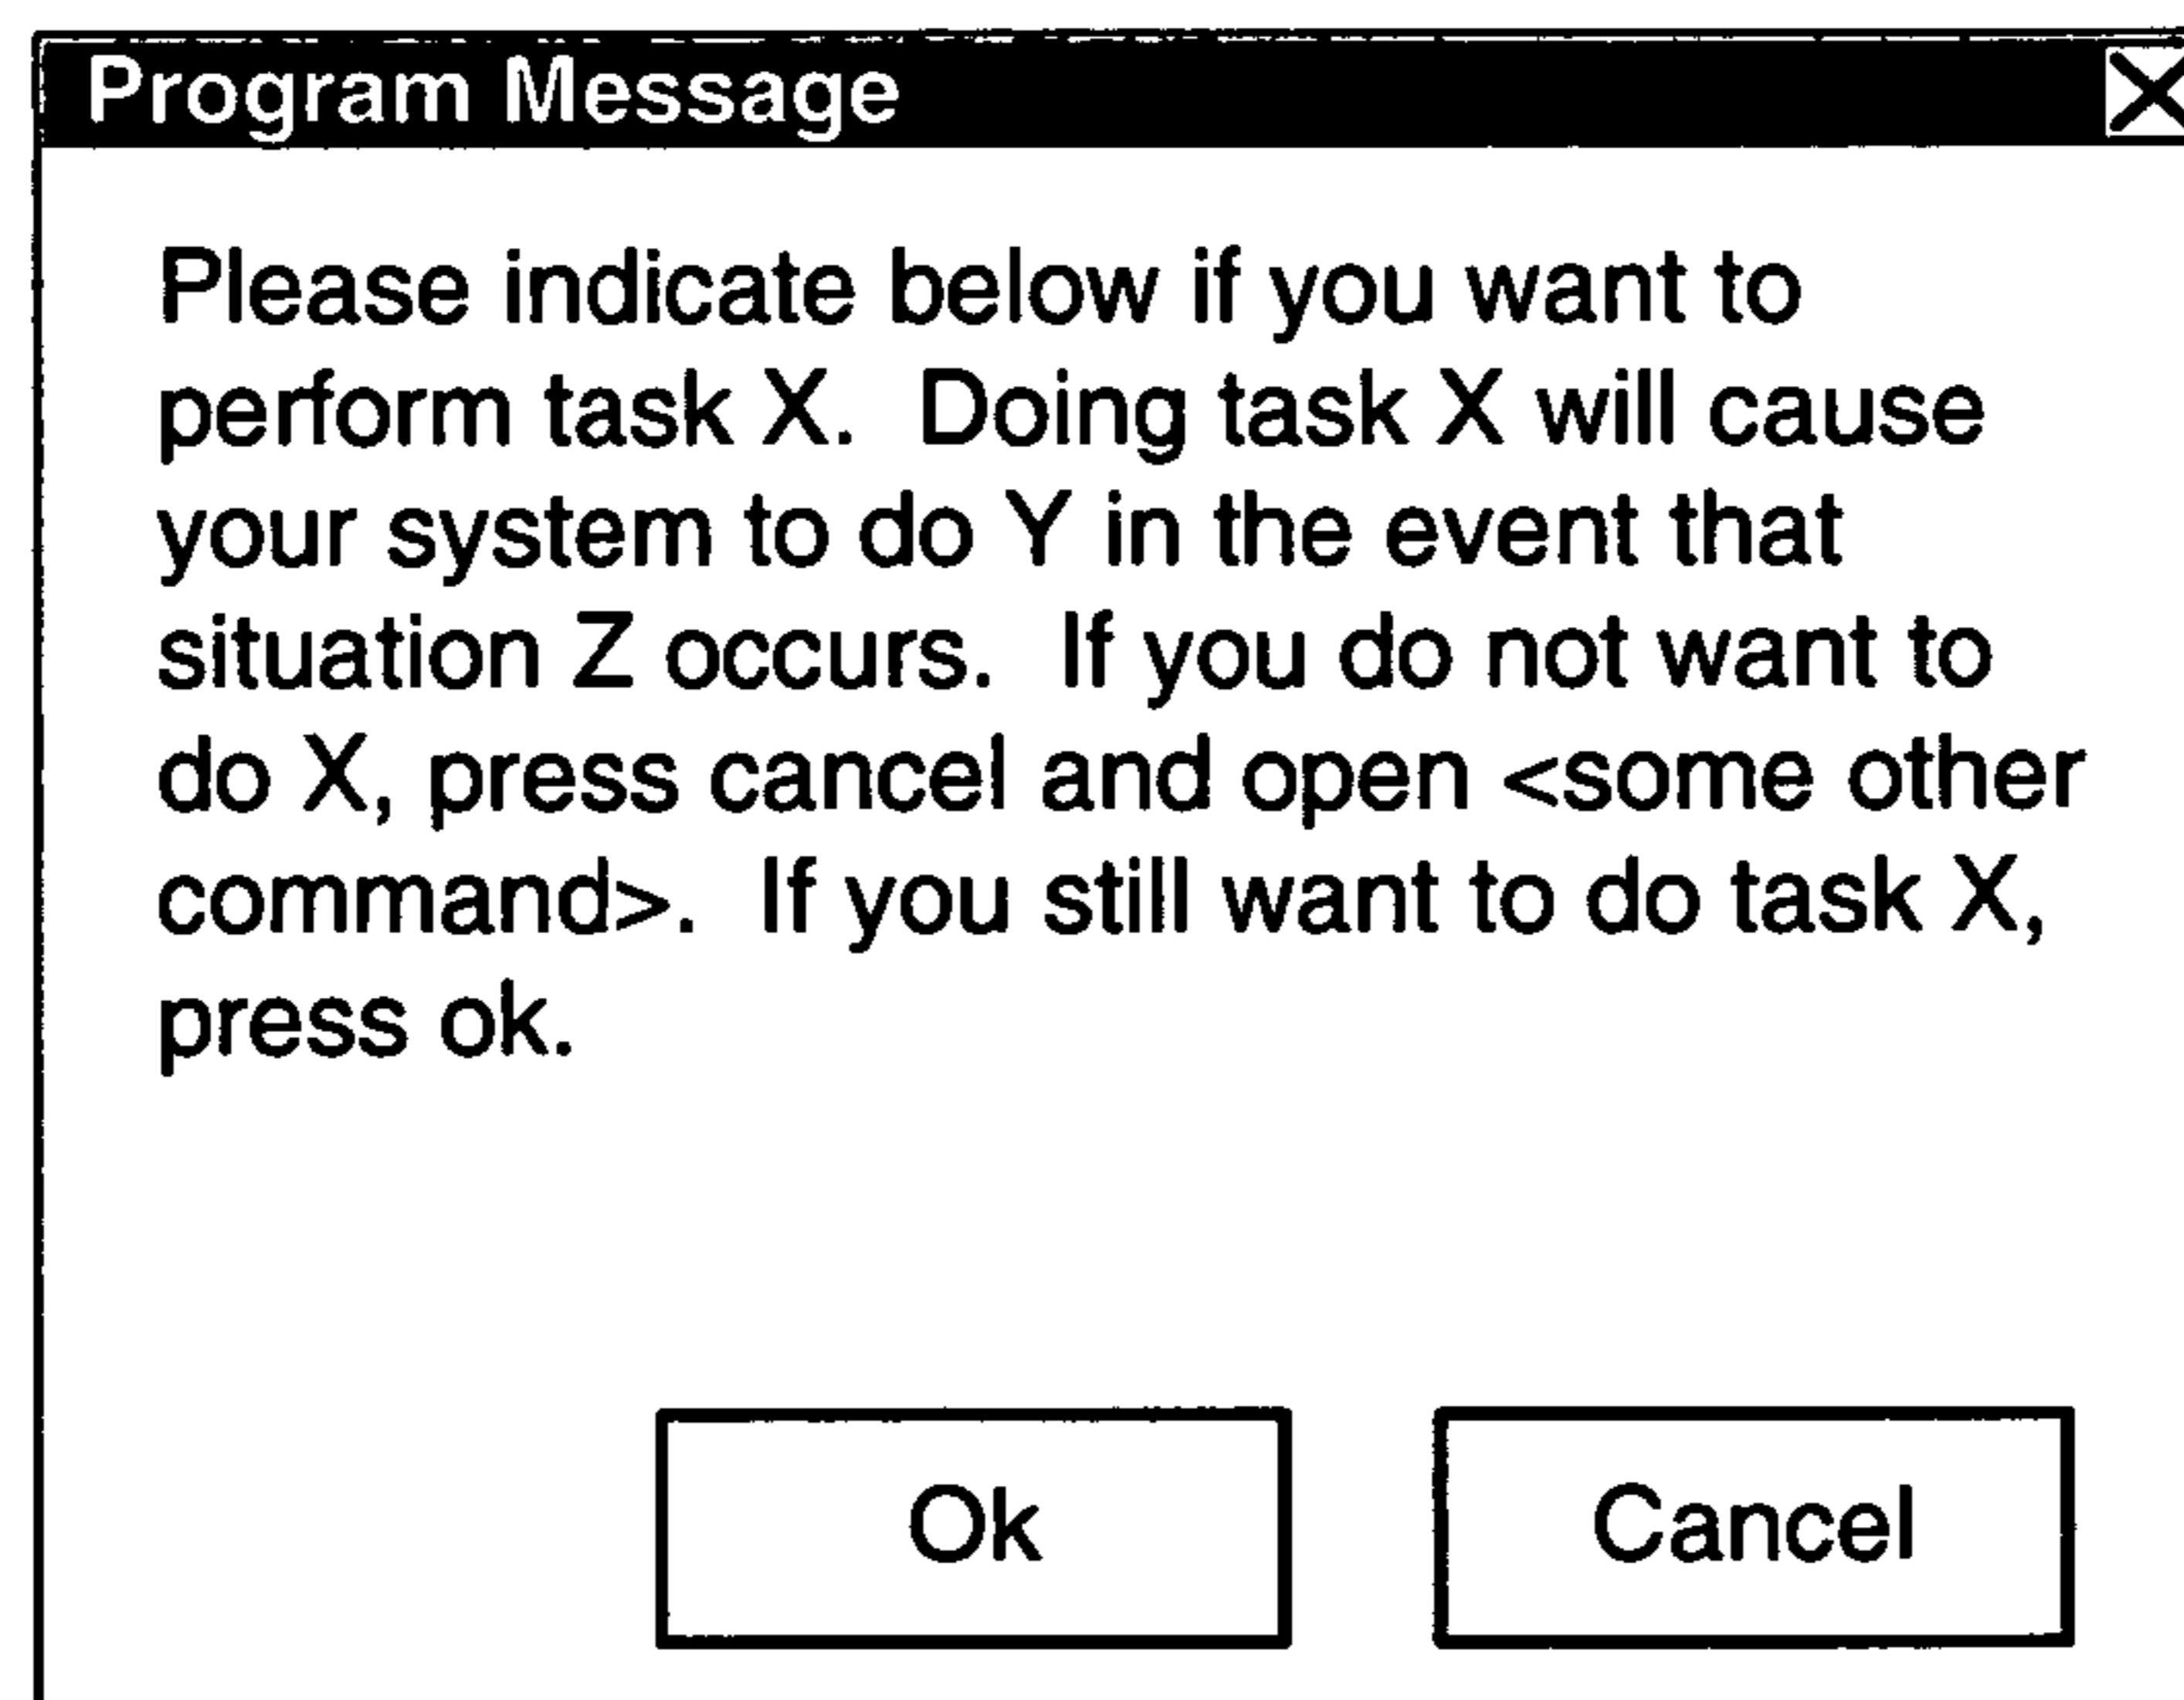 Program Message
Please indicate below if you want to
perform task X.  Doing task X will cause
your system to do Y in the event that
situation Z occurs.  If you do not want to
do X, press cancel and open <some other
command>.  If you still want to do task X,
press ok.
Ok
Cancel